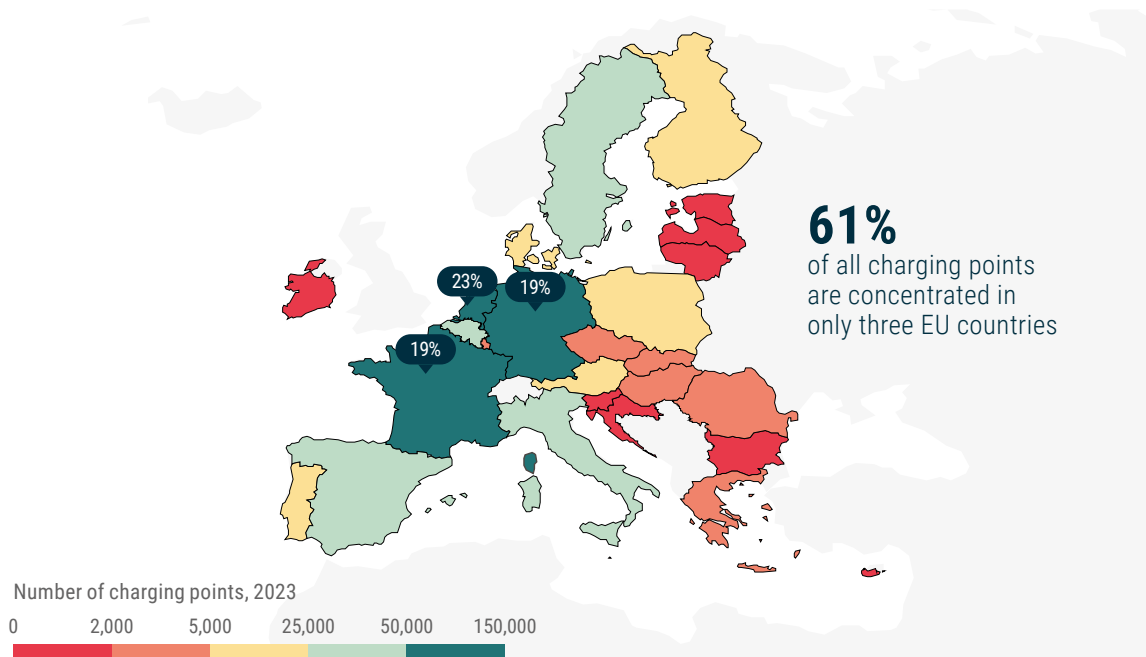 23%
19%
19%
61%
of all charging points
are concentrated in
only three EU countries
Number of charging points, 2023
0 2,000 5,000 25,000 50,000 150,000